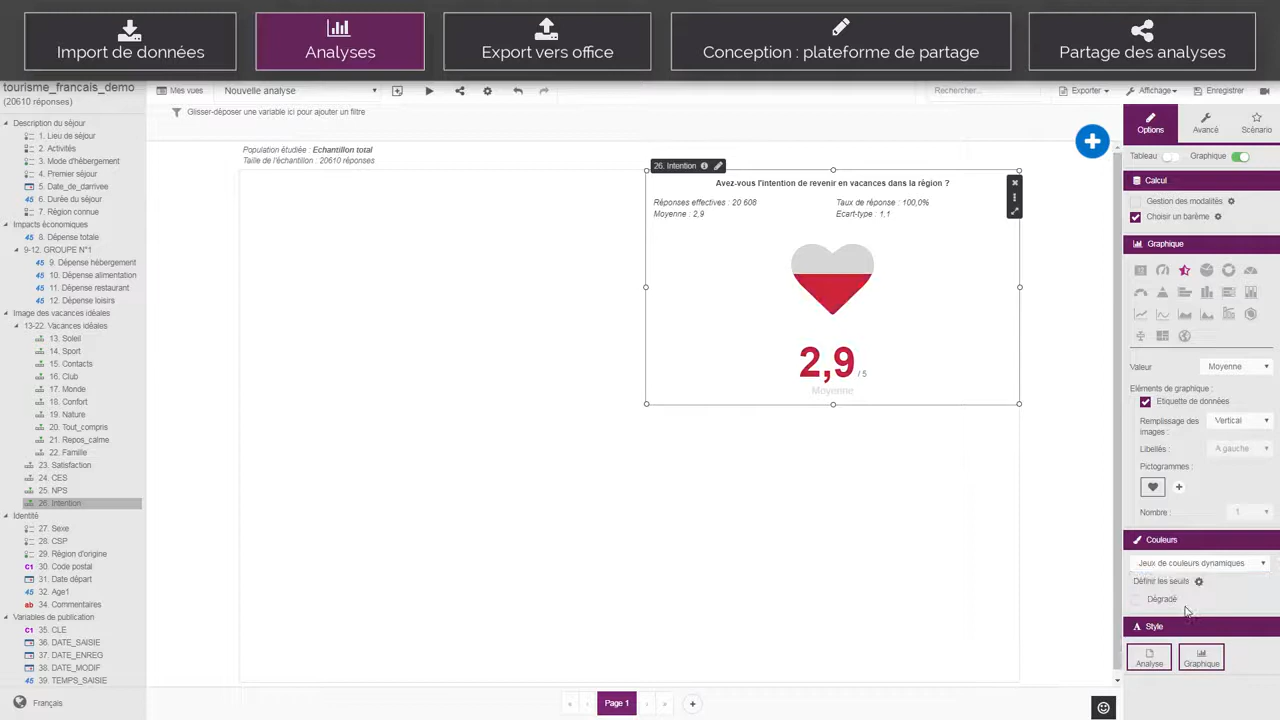 Import de données
Analyses
Export vers office
Conception : plateforme de partage
Partage des analyses
tourisme_francais_demo
(20610 réponses)
Mes vues
Nouvelle analyse
Rechercher...
Exporter
Affichage
Enregistrer
Glisser-déposer une variable ici pour ajouter un filtre
Description du séjour
1. Lieu de séjour
2. Activités
3. Mode d'hébergement
4. Premier séjour
5. Date_de_darrivee
6. Durée du séjour
7. Région connue
Impacts économiques
45 8. Dépense totale
9-12. GROUPE N°1
45 9. Dépense hébergement
45 10. Dépense alimentation
45 11. Dépense restaurant
45 12. Dépense loisirs
Image des vacances idéales
13-22. Vacances idéales
13. Soleil
14. Sport
15. Contacts
16. Club
17. Monde
18. Confort
19. Nature
20. Tout_compris
21. Repos_calme
22. Famille
23. Satisfaction
24. CES
25. NPS
26. Intention
Identité
27. Sexe
28. CSP
29. Région d'origine
C1 30. Code postal
31. Date départ
45 32. Age1
ab 34. Commentaires
Variables de publication
C1 35. CLE
36. DATE_SAISIE
37. DATE_ENREG
38. DATE_MODIF
45 39. TEMPS_SAISIE
Français
Population étudiée : Echantillon total
Taille de l'échantillon : 20610 réponses
26. Intention
Avez-vous l'intention de revenir en vacances dans la région ?
Réponses effectives : 20 608
Taux de réponse : 100,0%
Moyenne : 2,9
Ecart-type : 1,1
2,9 / 5
Moyenne
« ‹ Page 1 › »
Options
Avancé
Scénario
Tableau
Graphique
Calcul
Gestion des modalités
Choisir un barème
Graphique
Valeur
Moyenne
Eléments de graphique :
Etiquette de données
Remplissage des
images :
Vertical
Libellés :
A gauche
Pictogrammes :
Nombre :
1
Couleurs
Jeux de couleurs dynamiques
Définir les seuils
Dégradé
Style
Analyse
Graphique